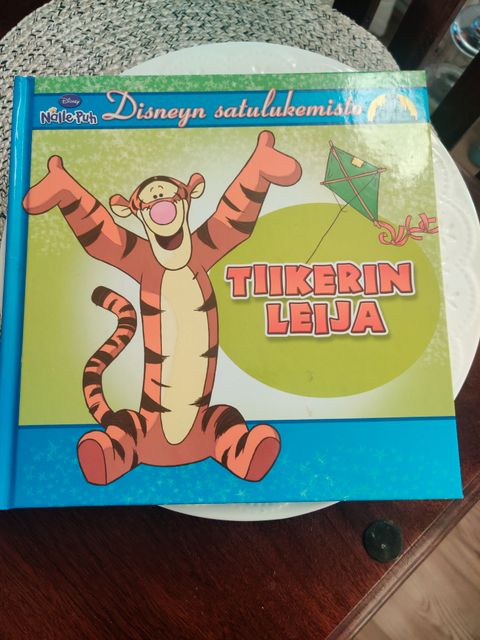 Disney
Nalle Puh
Disneyn satulukemisto
TIIKERIN
LEIJA